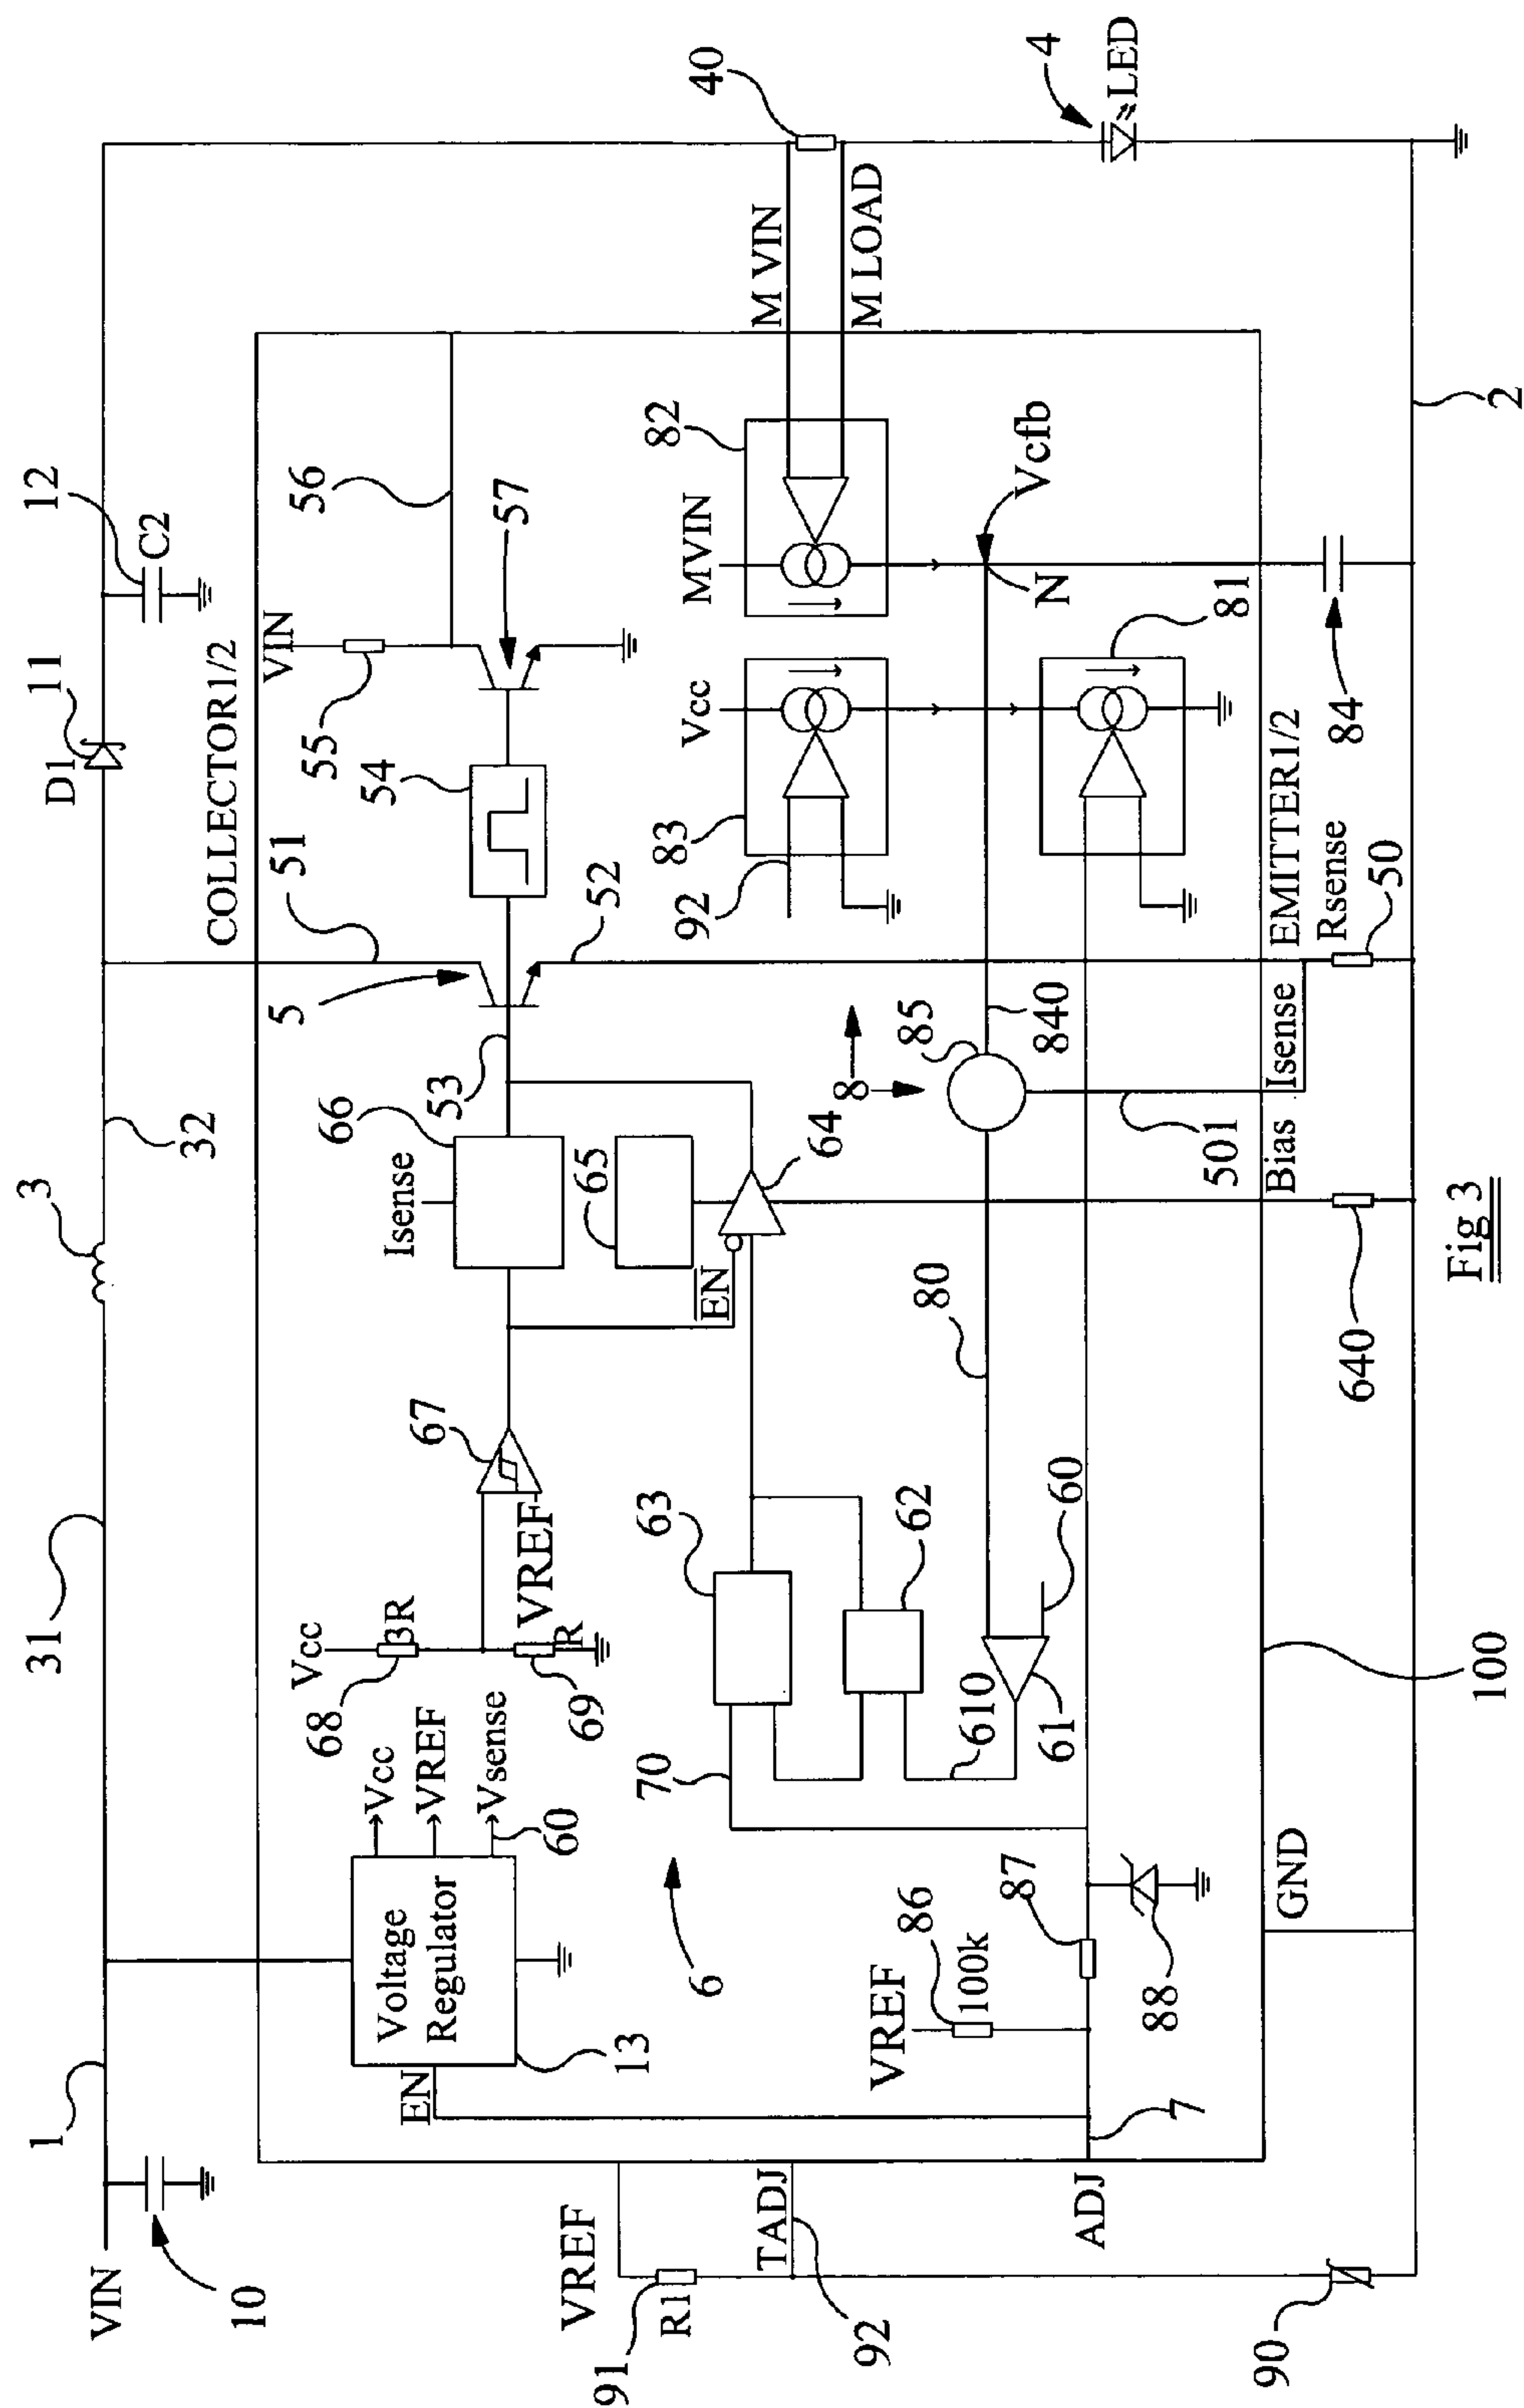 VIN
10
1
31
3
32
D1
11
12
C2
40
4
LED
COLLECTOR1/2
Voltage
Regulator
EN
13
Vcc
VREF
Vsense
60
Vcc
68
3R
69
R
VREF
67
Isense
66
53
5
51
52
54
55
VIN
56
57
6
70
63
62
610
61
60
65
64
EN
80
8
85
840
501
83
92
Vcc
82
MVIN
M VIN
M LOAD
Vcfb
N
81
VREF
86
100k
87
88
7
VREF
91
R1
TADJ
92
ADJ
90
GND
100
640
Bias
Isense
EMITTER1/2
Rsense
50
84
2
Fig 3